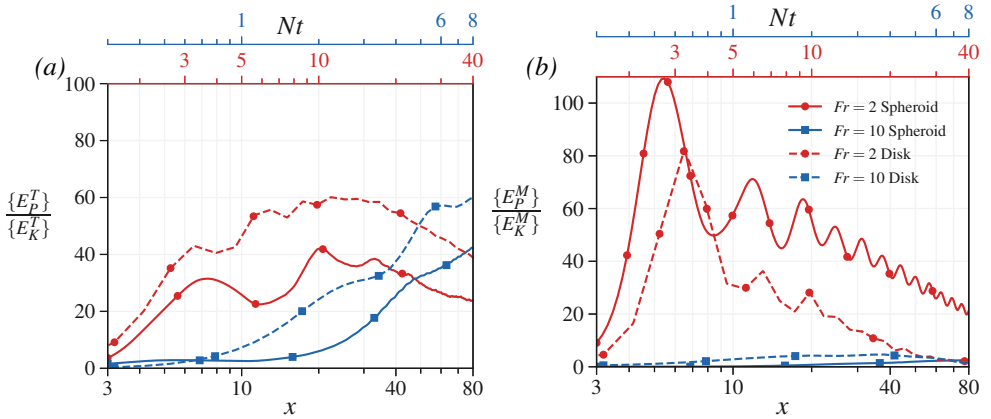 1 Nt 6 8
3 5 10 40
(a)
100
80
60
40
20
0
{E_P^T}
{E_K^T}
3 10 20 40 80
x
1 Nt 6 8
3 5 10 40
(b)
100
80
60
40
20
0
{E_P^M}
{E_K^M}
Fr = 2 Spheroid
Fr = 10 Spheroid
Fr = 2 Disk
Fr = 10 Disk
3 10 20 40 80
x